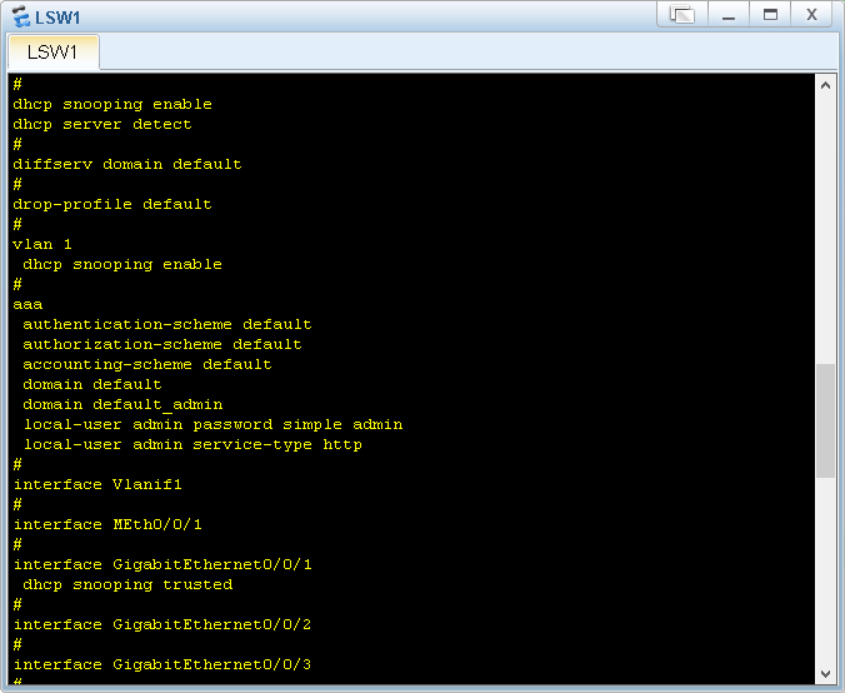 LSW1
LSW1
#
dhcp snooping enable
dhcp server detect
#
diffserv domain default
#
drop-profile default
#
vlan 1
 dhcp snooping enable
#
aaa
 authentication-scheme default
 authorization-scheme default
 accounting-scheme default
 domain default
 domain default_admin
 local-user admin password simple admin
 local-user admin service-type http
#
interface Vlanif1
#
interface MEth0/0/1
#
interface GigabitEthernet0/0/1
 dhcp snooping trusted
#
interface GigabitEthernet0/0/2
#
interface GigabitEthernet0/0/3
#